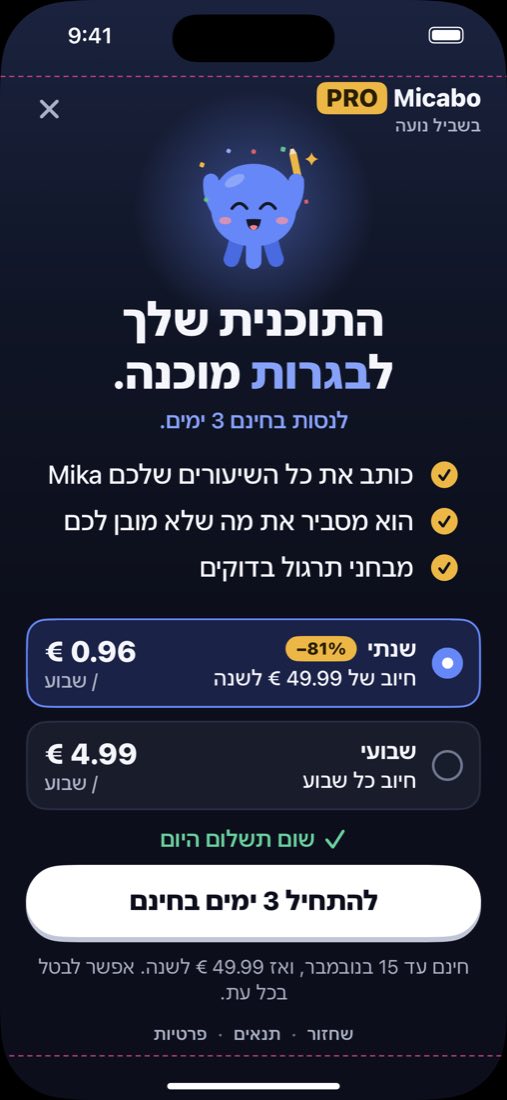 9:41
Micabo PRO
בשביל נועה
התוכנית שלך
לבגרות מוכנה.
לנסות בחינם 3 ימים.
כותב את כל השיעורים שלכם Mika
הוא מסביר את מה שלא מובן לכם
מבחני תרגול בדוקים
שנתי −81%
€ 0.96
חיוב של 49.99 € לשנה
/ שבוע
שבועי
€ 4.99
חיוב כל שבוע
/ שבוע
שום תשלום היום
להתחיל 3 ימים בחינם
חינם עד 15 בנובמבר, ואז 49.99 € לשנה. אפשר לבטל
בכל עת.
שחזור · תנאים · פרטיות